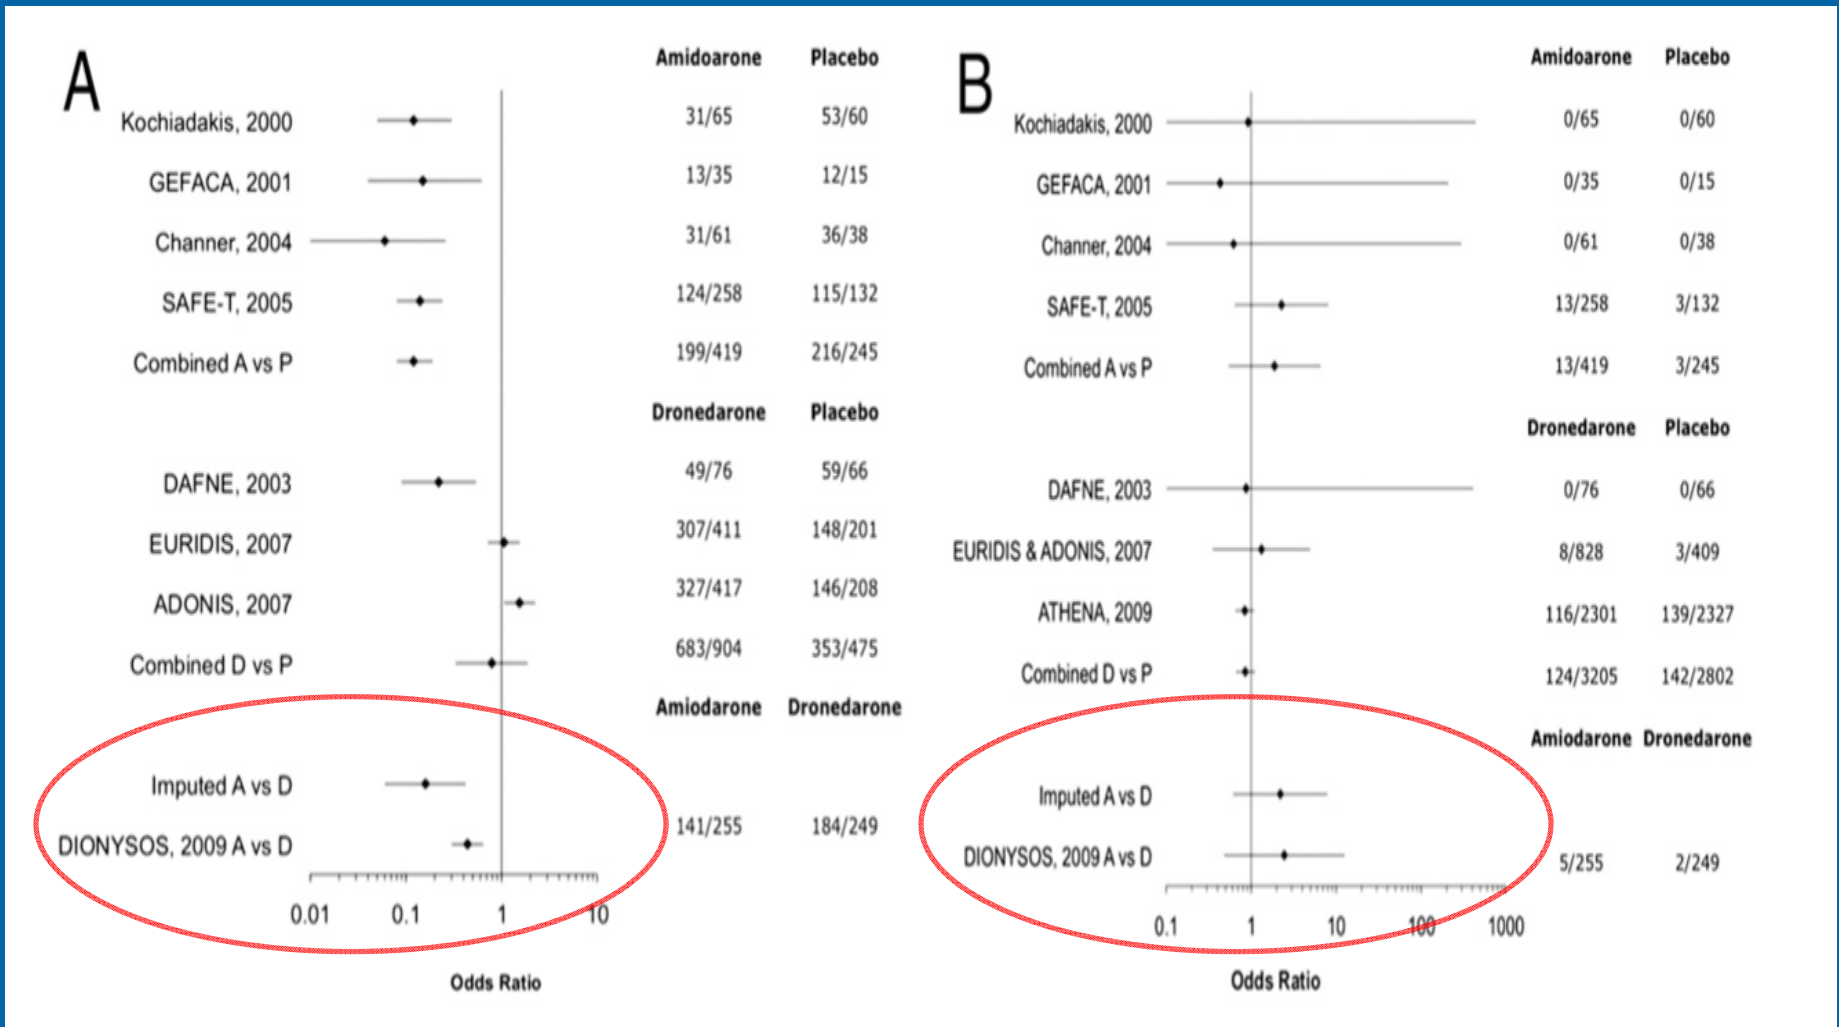 A
Amidoarone Placebo
Kochiadakis, 2000 31/65 53/60
GEFACA, 2001 13/35 12/15
Channer, 2004 31/61 36/38
SAFE-T, 2005 124/258 115/132
Combined A vs P 199/419 216/245
Dronedarone Placebo
DAFNE, 2003 49/76 59/66
EURIDIS, 2007 307/411 148/201
ADONIS, 2007 327/417 146/208
Combined D vs P 683/904 353/475
Amiodarone Dronedarone
Imputed A vs D
DIONYSOS, 2009 A vs D 141/255 184/249
0.01 0.1 1 10
Odds Ratio
B
Amidoarone Placebo
Kochiadakis, 2000 0/65 0/60
GEFACA, 2001 0/35 0/15
Channer, 2004 0/61 0/38
SAFE-T, 2005 13/258 3/132
Combined A vs P 13/419 3/245
Dronedarone Placebo
DAFNE, 2003 0/76 0/66
EURIDIS & ADONIS, 2007 8/828 3/409
ATHENA, 2009 116/2301 139/2327
Combined D vs P 124/3205 142/2802
Amiodarone Dronedarone
Imputed A vs D
DIONYSOS, 2009 A vs D 5/255 2/249
0.1 1 10 100 1000
Odds Ratio